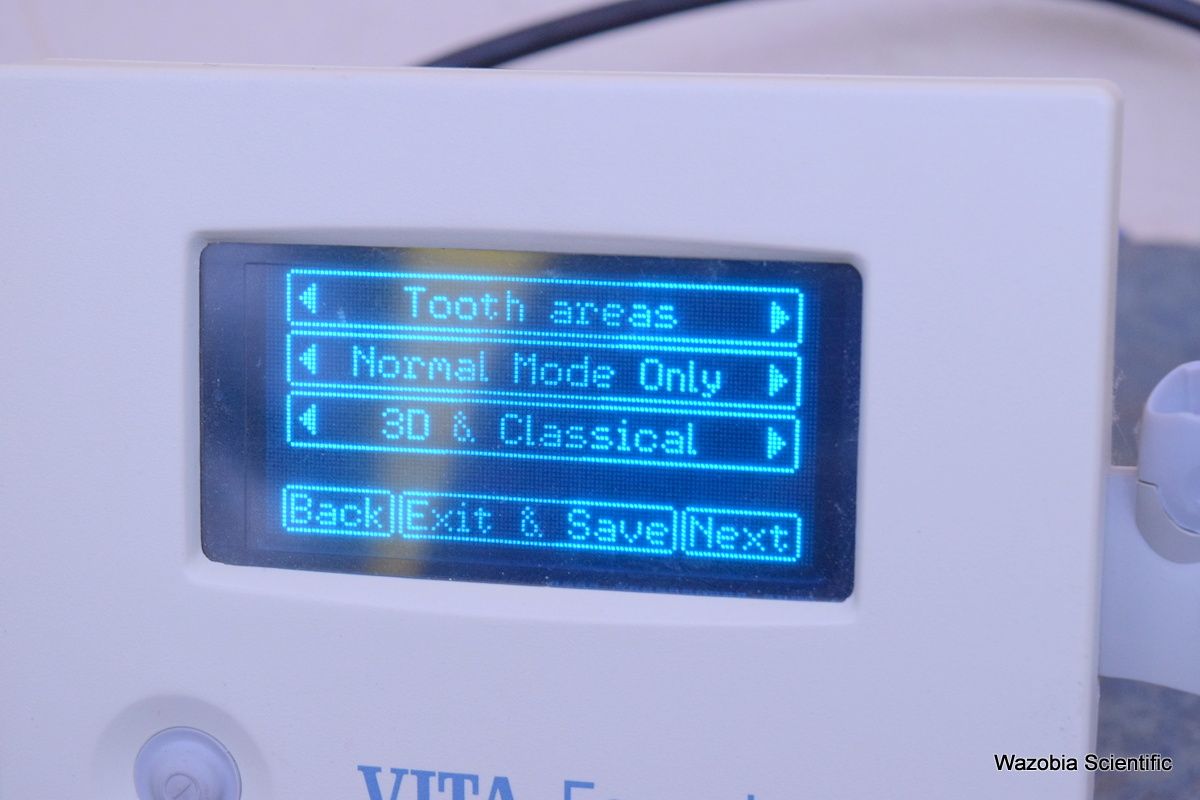 Tooth areas
Normal Mode Only
3D & Classical
Back Exit & Save Next
VITA
Wazobia Scientific